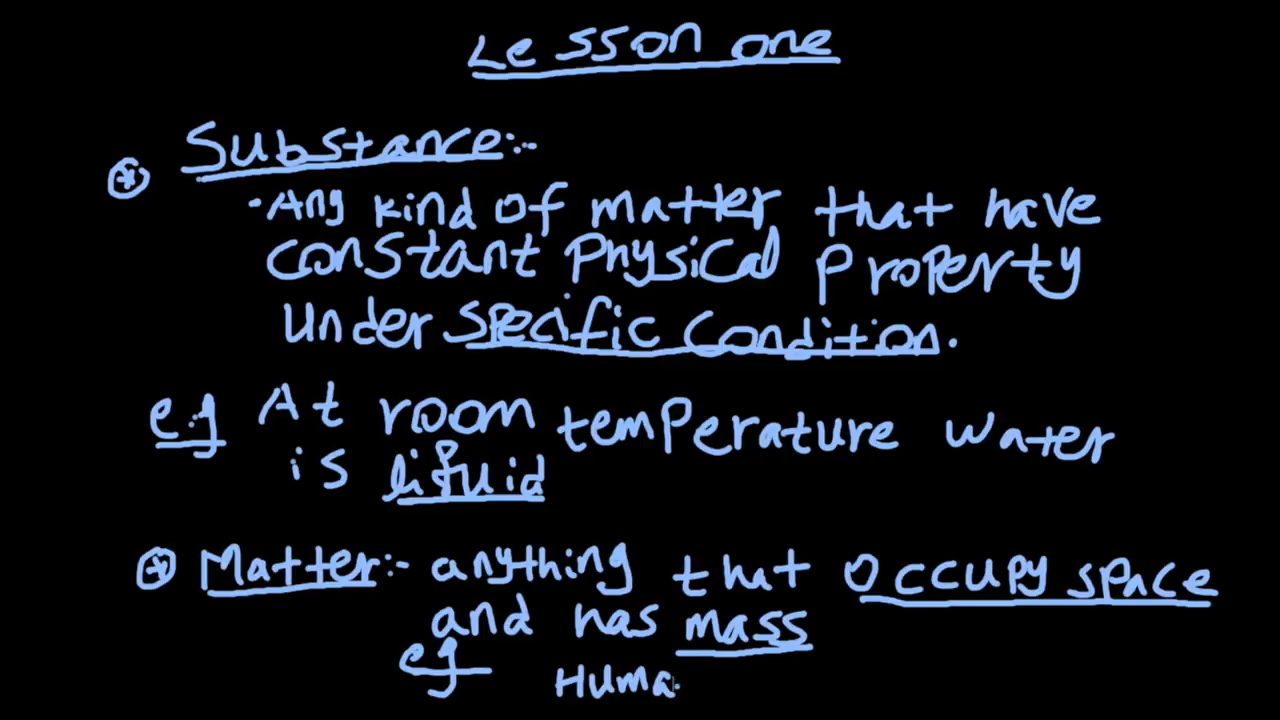 Lesson one
Substance:-
• Any kind of matter that have
constant Physical property
under specific condition.
e.g At room temperature water
is liquid
Matter:- anything that occupy space
and has mass
eg Huma